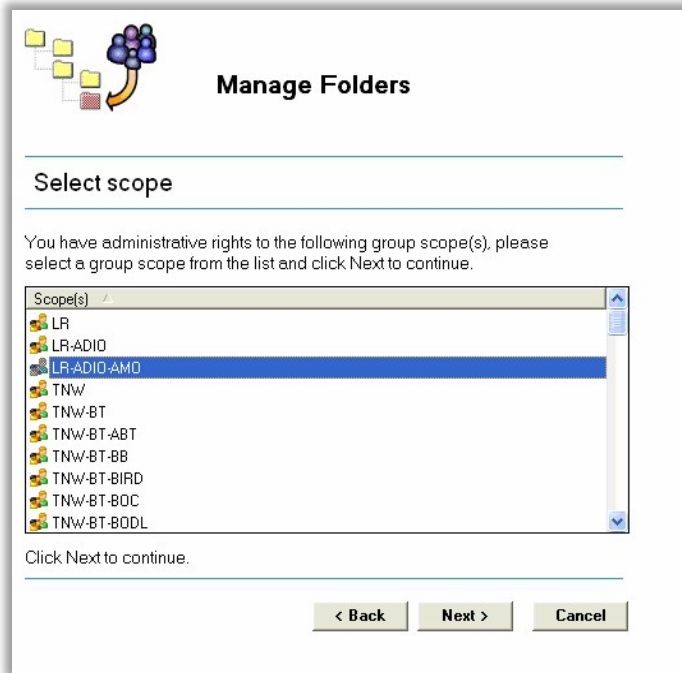 Manage Folders
Select scope
You have administrative rights to the following group scope(s), please
select a group scope from the list and click Next to continue.
Scope(s)
LR
LR-ADIO
LR-ADIO-AMO
TNW
TNW-BT
TNW-BT-ABT
TNW-BT-BB
TNW-BT-BIRD
TNW-BT-BOC
TNW-BT-BODL
Click Next to continue.
< Back Next > Cancel